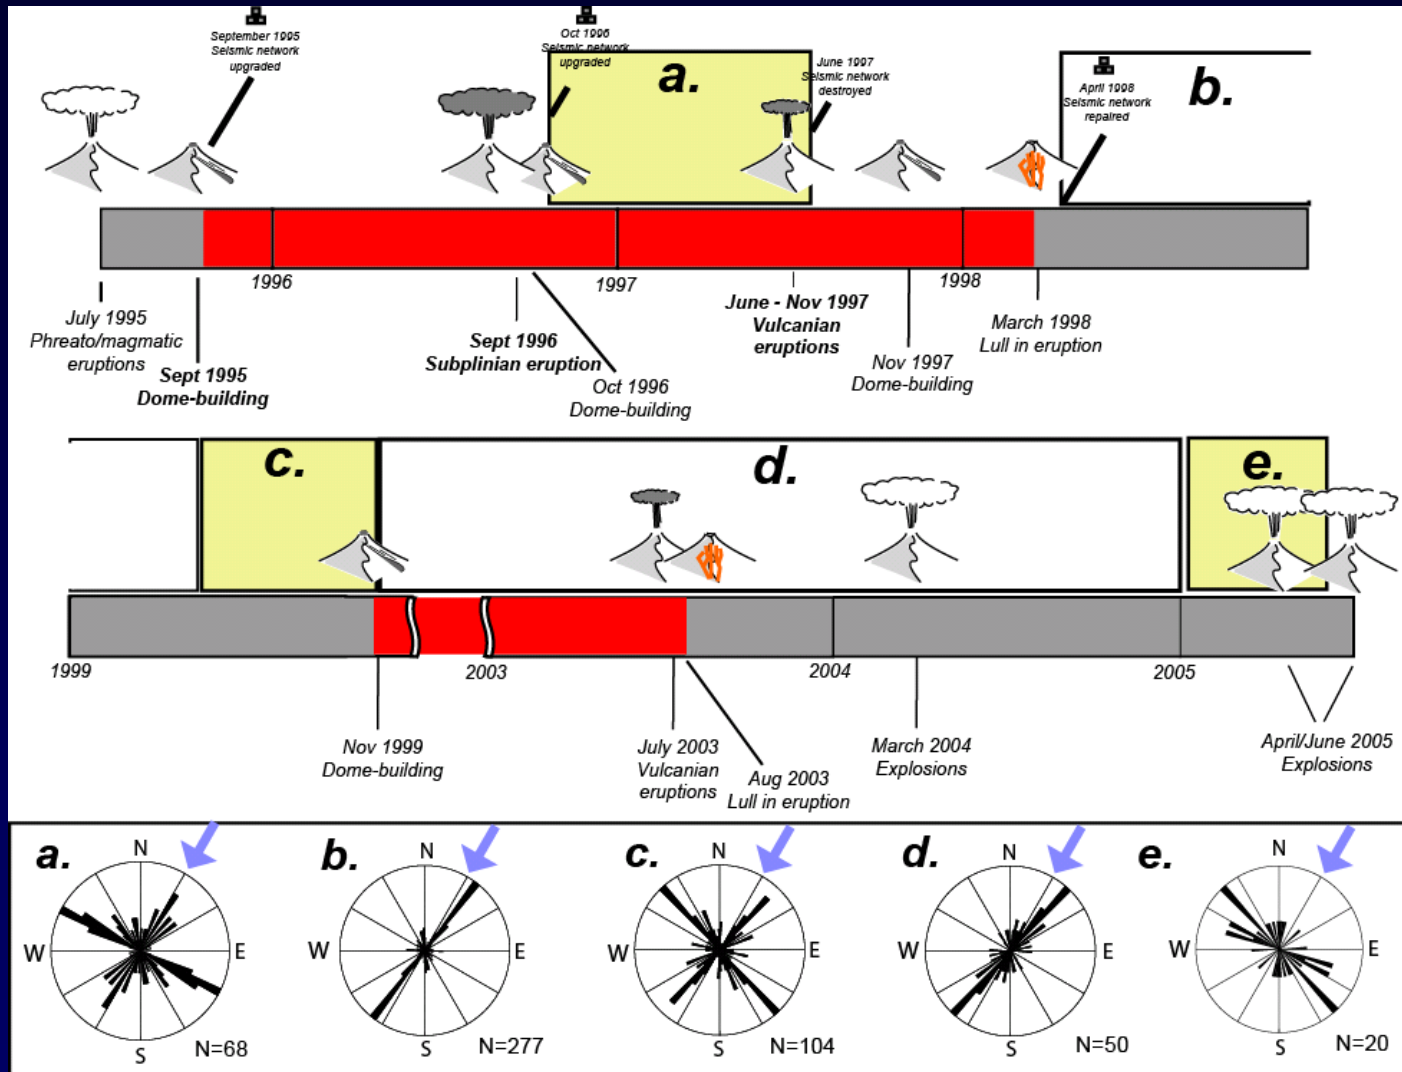 September 1995
Seismic network
upgraded
Oct 1996
Seismic network
upgraded
a.
June 1997
Seismic network
destroyed
April 1998
Seismic network
repaired
b.
1996
1997
1998
July 1995
Phreato/magmatic
eruptions
Sept 1995
Dome-building
Sept 1996
Subplinian eruption
Oct 1996
Dome-building
June - Nov 1997
Vulcanian
eruptions
Nov 1997
Dome-building
March 1998
Lull in eruption
c.
d.
e.
1999
2003
2004
2005
Nov 1999
Dome-building
July 2003
Vulcanian
eruptions
Aug 2003
Lull in eruption
March 2004
Explosions
April/June 2005
Explosions
a.
N
W
E
S
N=68
b.
N
W
E
S
N=277
c.
N
W
E
S
N=104
d.
N
W
E
S
N=50
e.
N
W
E
S
N=20